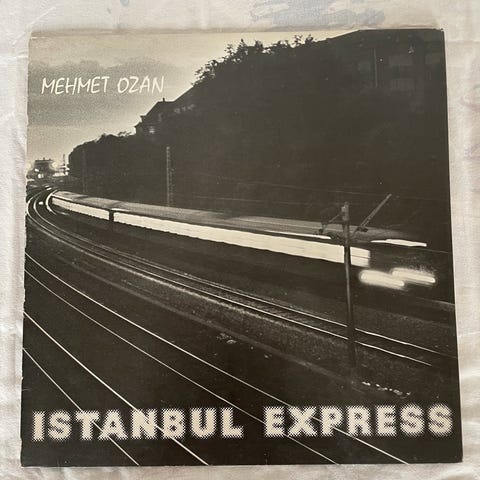 MEHMET OZAN
ISTANBUL EXPRESS